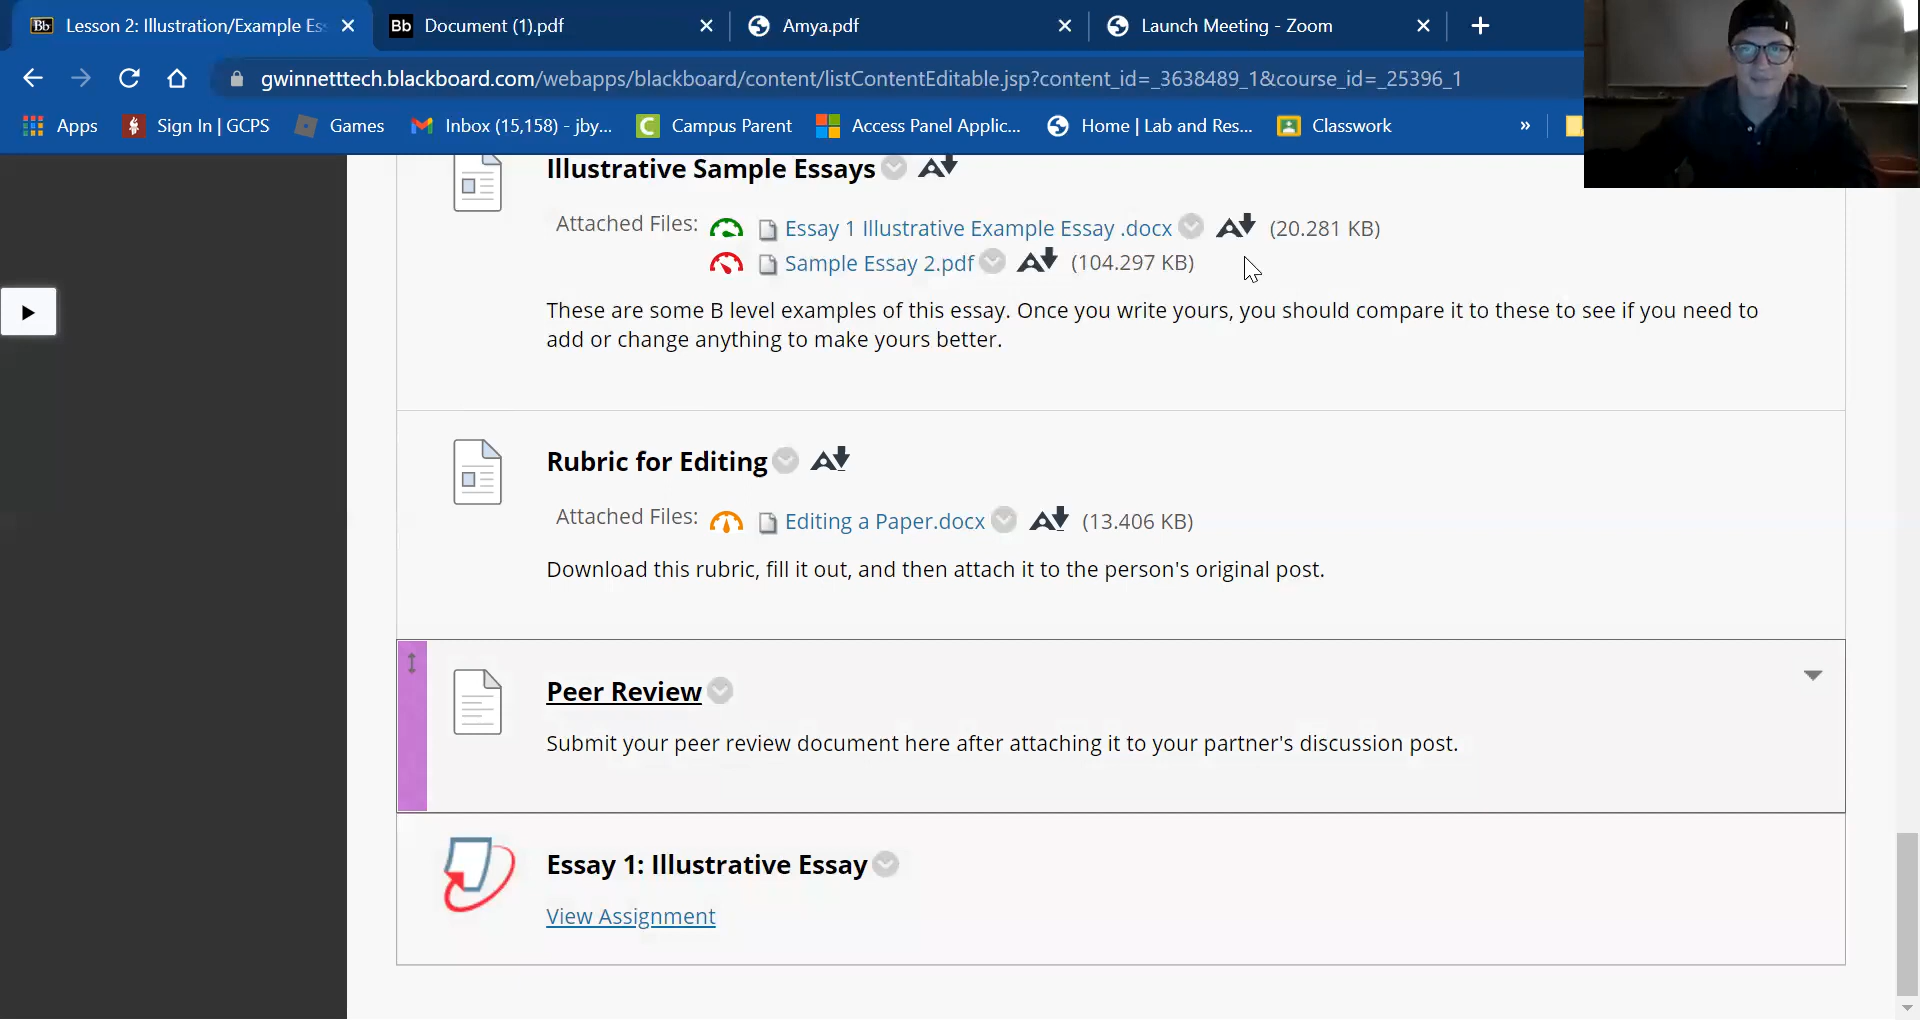 Bb Lesson 2: Illustration/Example Es
Bb Document (1).pdf
Amya.pdf
Launch Meeting - Zoom
gwinnetttech.blackboard.com/webapps/blackboard/content/listContentEditable.jsp?content_id=_3638489_1&course_id=_25396_1
Apps
Sign In | GCPS
Games
Inbox (15,158) - jby...
C Campus Parent
Access Panel Applic...
Home | Lab and Res...
Classwork
»
Illustrative Sample Essays
Attached Files: Essay 1 Illustrative Example Essay .docx (20.281 KB)
Sample Essay 2.pdf (104.297 KB)
These are some B level examples of this essay. Once you write yours, you should compare it to these to see if you need to
add or change anything to make yours better.
Rubric for Editing
Attached Files: Editing a Paper.docx (13.406 KB)
Download this rubric, fill it out, and then attach it to the person's original post.
Peer Review
Submit your peer review document here after attaching it to your partner's discussion post.
Essay 1: Illustrative Essay
View Assignment